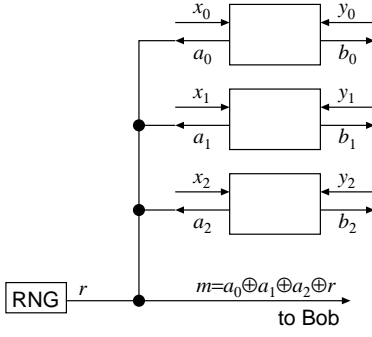 x₀ y₀
a₀ b₀
x₁ y₁
a₁ b₁
x₂ y₂
a₂ b₂
RNG r m=a₀⊕a₁⊕a₂⊕r
to Bob